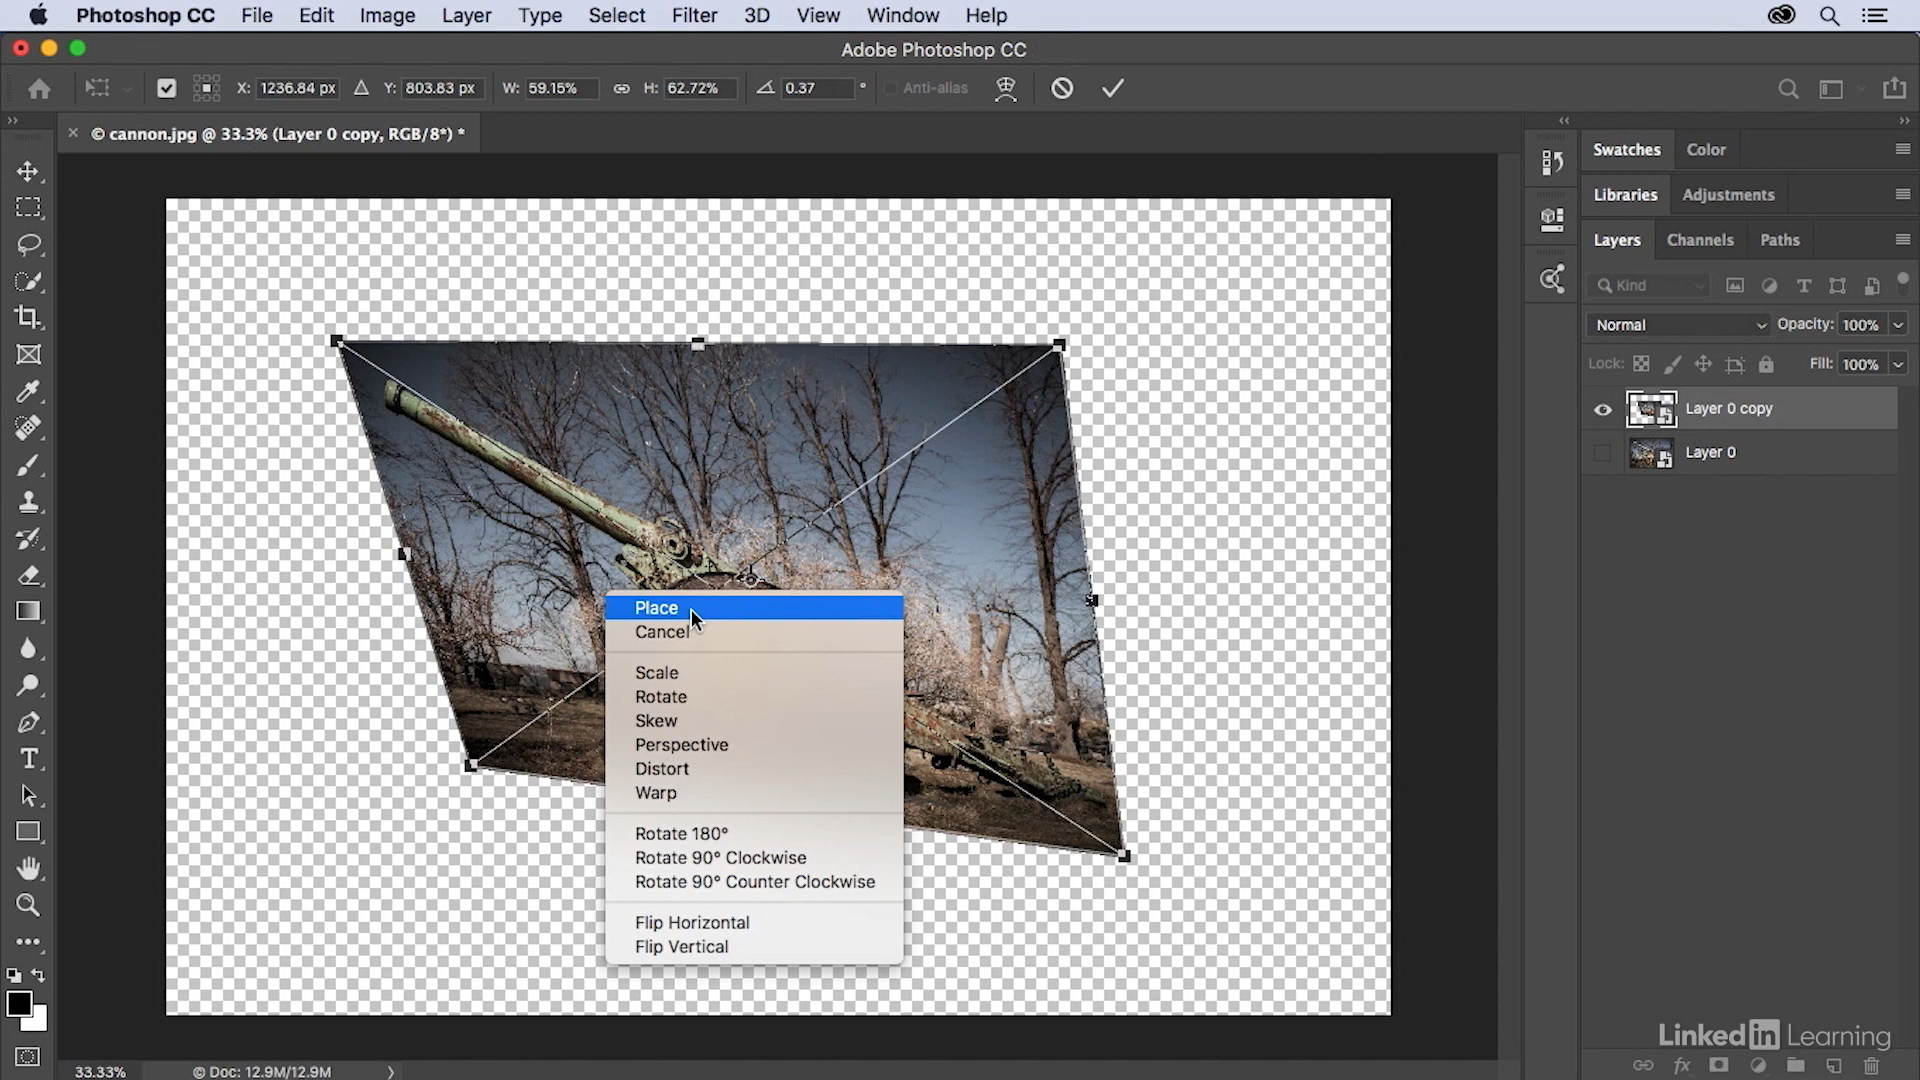 Photoshop CC File Edit Image Layer Type Select Filter 3D View Window Help
Adobe Photoshop CC
X: 1236.84 px Y: 803.83 px W: 59.15% H: 62.72% 0.37 ° Anti-alias
© cannon.jpg @ 33.3% (Layer 0 copy, RGB/8*) *
Swatches Color
Libraries Adjustments
Layers Channels Paths
Kind
Normal Opacity: 100%
Lock: Fill: 100%
Layer 0 copy
Layer 0
Place
Cancel
Scale
Rotate
Skew
Perspective
Distort
Warp
Rotate 180°
Rotate 90° Clockwise
Rotate 90° Counter Clockwise
Flip Horizontal
Flip Vertical
LinkedIn Learning
33.33% © Doc: 12.9M/12.9M